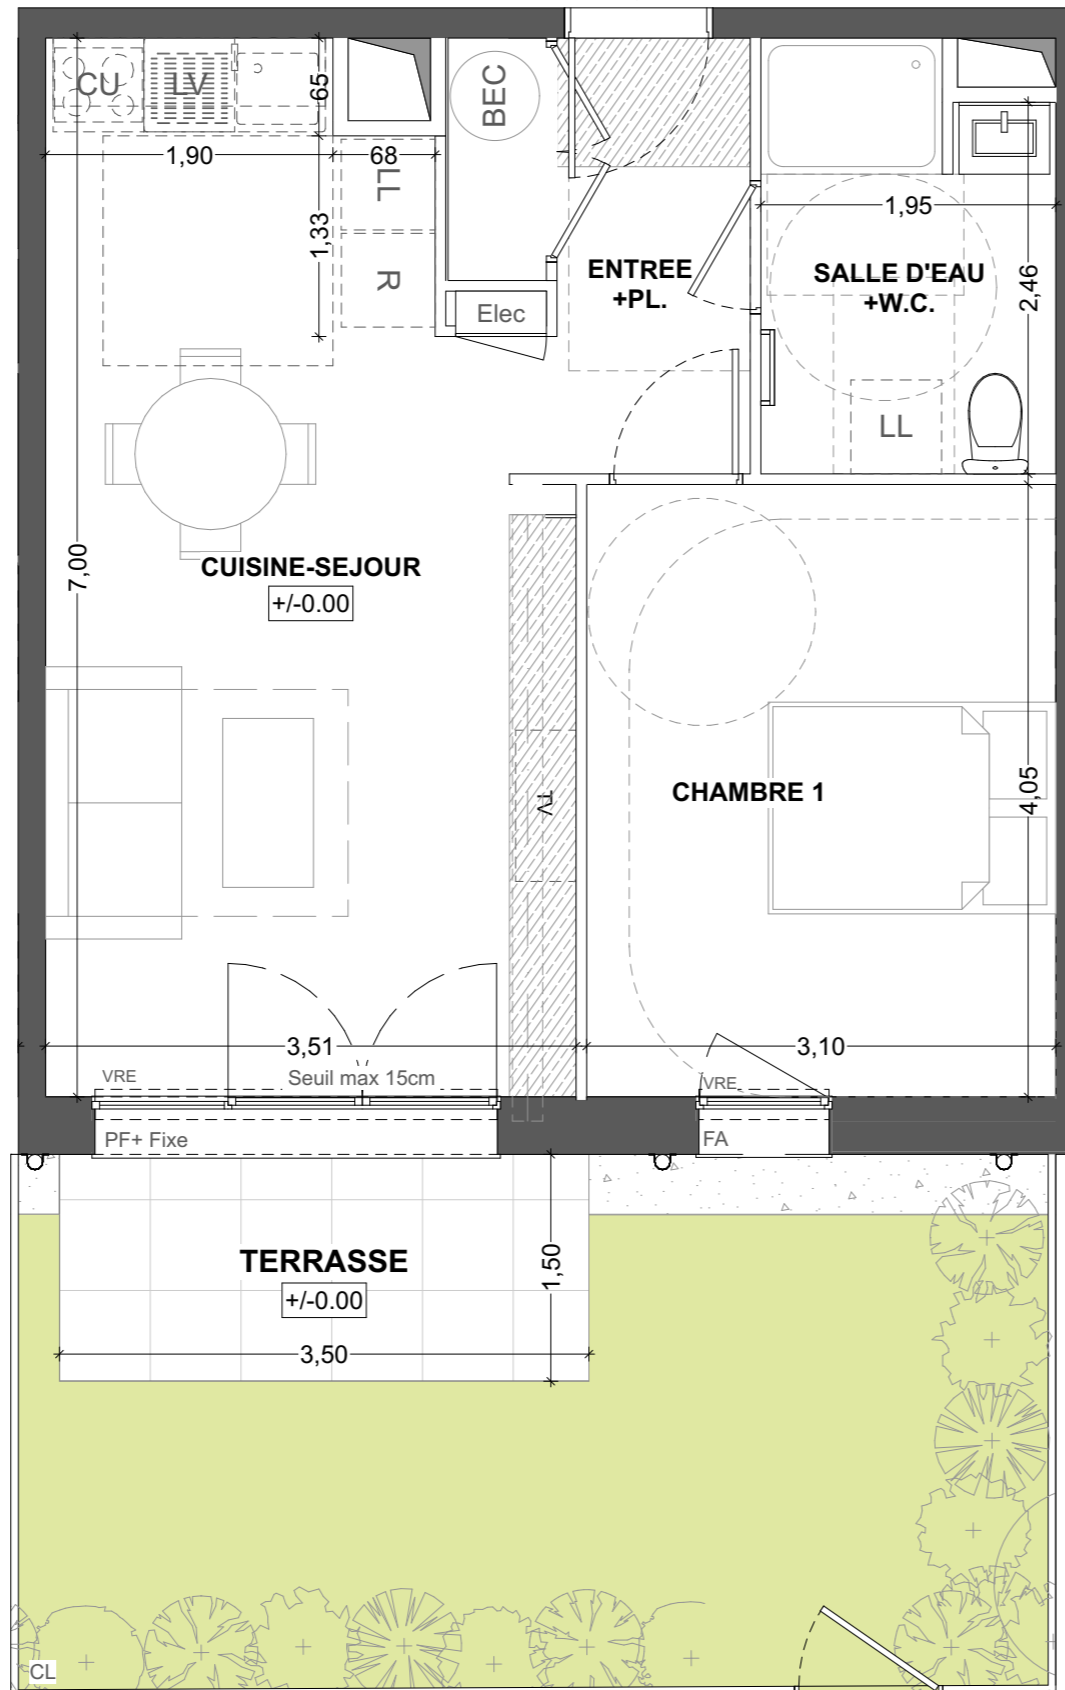 CU
LV
65
BEC
1,90
68
LL
1,33
R
Elec
ENTREE
+PL.
1,95
SALLE D'EAU
+W.C.
2,46
LL
7,00
CUISINE-SEJOUR
+/-0.00
TV
CHAMBRE 1
4,05
3,51
3,10
VRE
Seuil max 15cm
VRE
PF+ Fixe
FA
TERRASSE
+/-0.00
1,50
3,50
CL